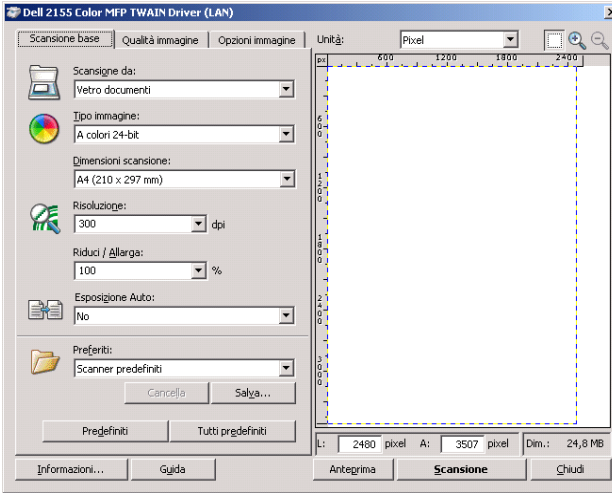 Dell 2155 Color MFP TWAIN Driver (LAN)
Scansione base
Qualità immagine
Opzioni immagine
Scansione da:
Vetro documenti
Tipo immagine:
A colori 24-bit
Dimensioni scansione:
A4 (210 x 297 mm)
Risoluzione:
300 dpi
Riduci / Allarga:
100 %
Esposizione Auto:
No
Preferiti:
Scanner predefiniti
Cancella
Salva...
Predefiniti
Tutti predefiniti
Informazioni...
Guida
Unità:
Pixel
px 600 1200 1800 2400
600
1200
1800
2400
3000
L: 2480 pixel A: 3507 pixel Dim.: 24,8 MB
Anteprima
Scansione
Chiudi